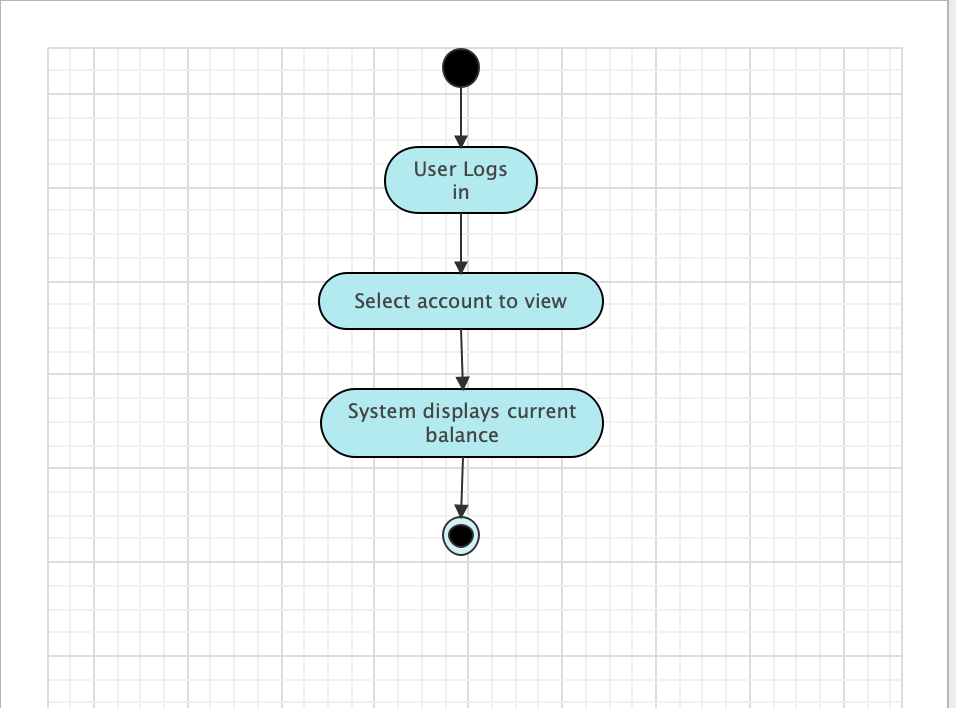 User Logs
in
Select account to view
System displays current
balance